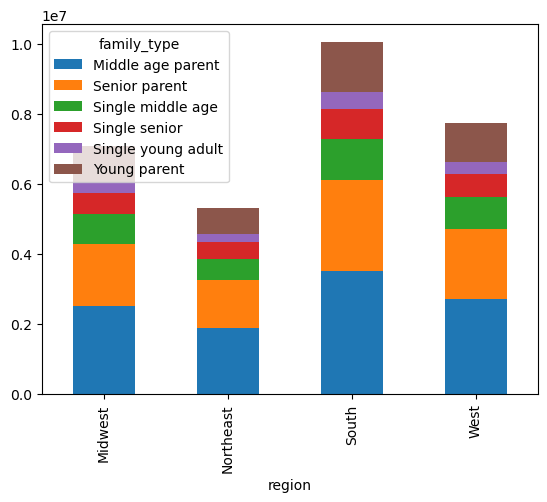 1e7
1.0
0.8
0.6
0.4
0.2
0.0
family_type
Middle age parent
Senior parent
Single middle age
Single senior
Single young adult
Young parent
Midwest
Northeast
South
West
region